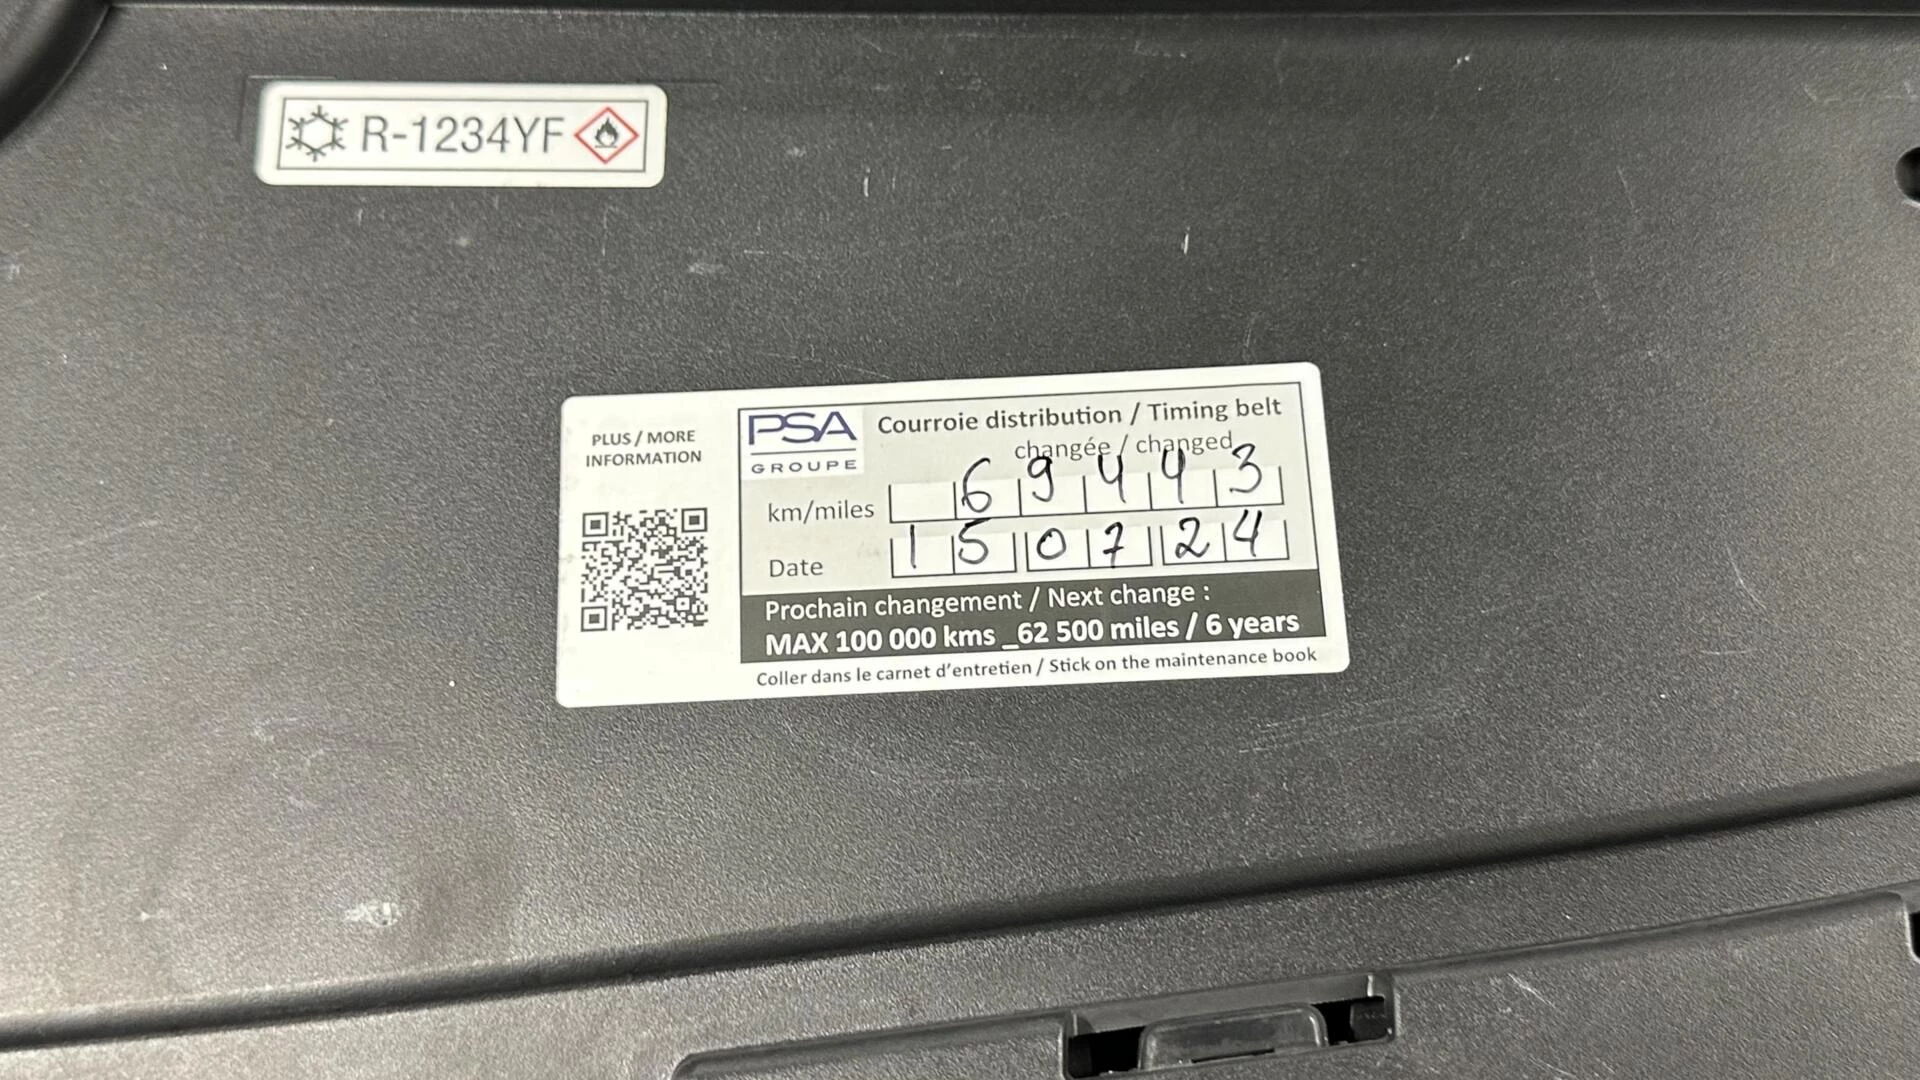 R-1234YF
PLUS / MORE
INFORMATION
PSA
GROUPE
Courroie distribution / Timing belt
changée / changed
km/miles 69443
Date 150724
Prochain changement / Next change :
MAX 100 000 kms _62 500 miles / 6 years
Coller dans le carnet d'entretien / Stick on the maintenance book